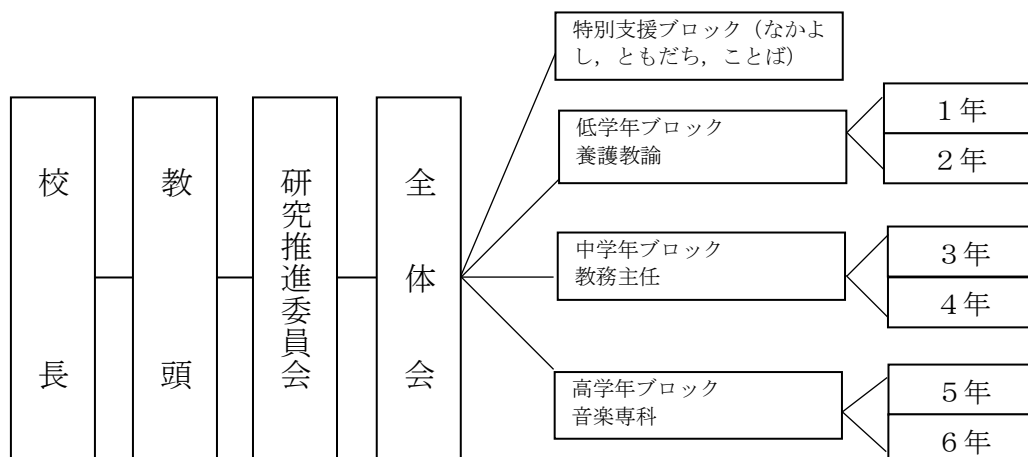 校長
教頭
研究推進委員会
全体会
特別支援ブロック（なかよ
し，ともだち，ことば）
低学年ブロック
養護教諭
１年
２年
中学年ブロック
教務主任
３年
４年
高学年ブロック
音楽専科
５年
６年